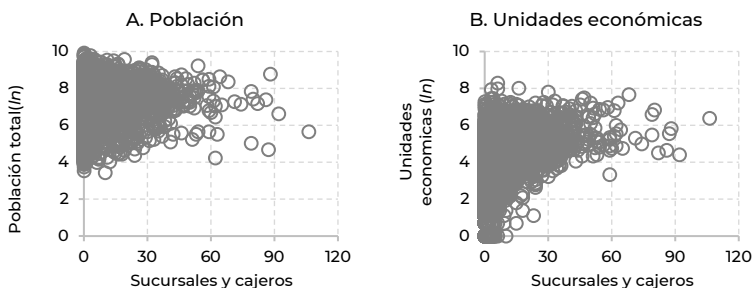 A. Población
10
8
6
4
2
0
Población total(ln)
0 30 60 90 120
Sucursales y cajeros
B. Unidades económicas
10
8
6
4
2
0
Unidades
economicas (ln)
0 30 60 90 120
Sucursales y cajeros